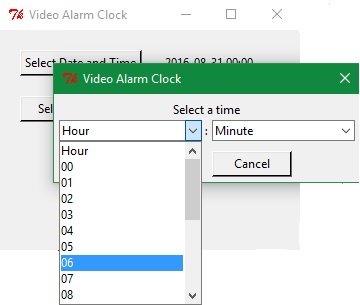 Video Alarm Clock
Select Date and Time 2016-08-31 00:00
Video Alarm Clock
Select a time
Hour : Minute
Cancel
Hour
00
01
02
03
04
05
06
07
08